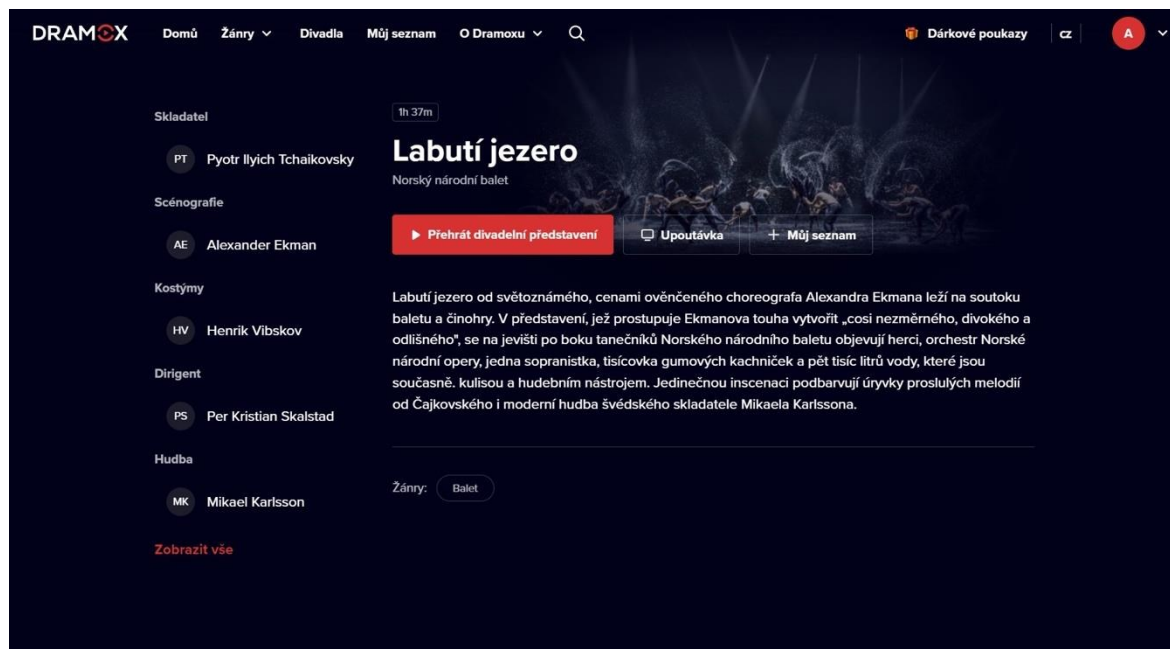 DRAMOX Domů Žánry Divadla Můj seznam O Dramoxu Dárkové poukazy CZ A
Skladatel
PT Pyotr Ilyich Tchaikovsky
Scénografie
AE Alexander Ekman
Kostýmy
HV Henrik Vibskov
Dirigent
PS Per Kristian Skalstad
Hudba
MK Mikael Karlsson
Zobrazit vše
1h 37m
Labutí jezero
Norský národní balet
Přehrát divadelní představení Upoutávka + Můj seznam
Labutí jezero od světoznámého, cenami ověnčeného choreografa Alexandra Ekmana leží na soutoku
baletu a činohry. V představení, jež prostupuje Ekmanova touha vytvořit „cosi nezměrného, divokého a
odlišného", se na jevišti po boku tanečníků Norského národního baletu objevují herci, orchestr Norské
národní opery, jedna sopranistka, tisícovka gumových kachniček a pět tisíc litrů vody, které jsou
současně. kulisou a hudebním nástrojem. Jedinečnou inscenaci podbarvují úryvky proslulých melodií
od Čajkovského i moderní hudba švédského skladatele Mikaela Karlssona.
Žánry: Balet